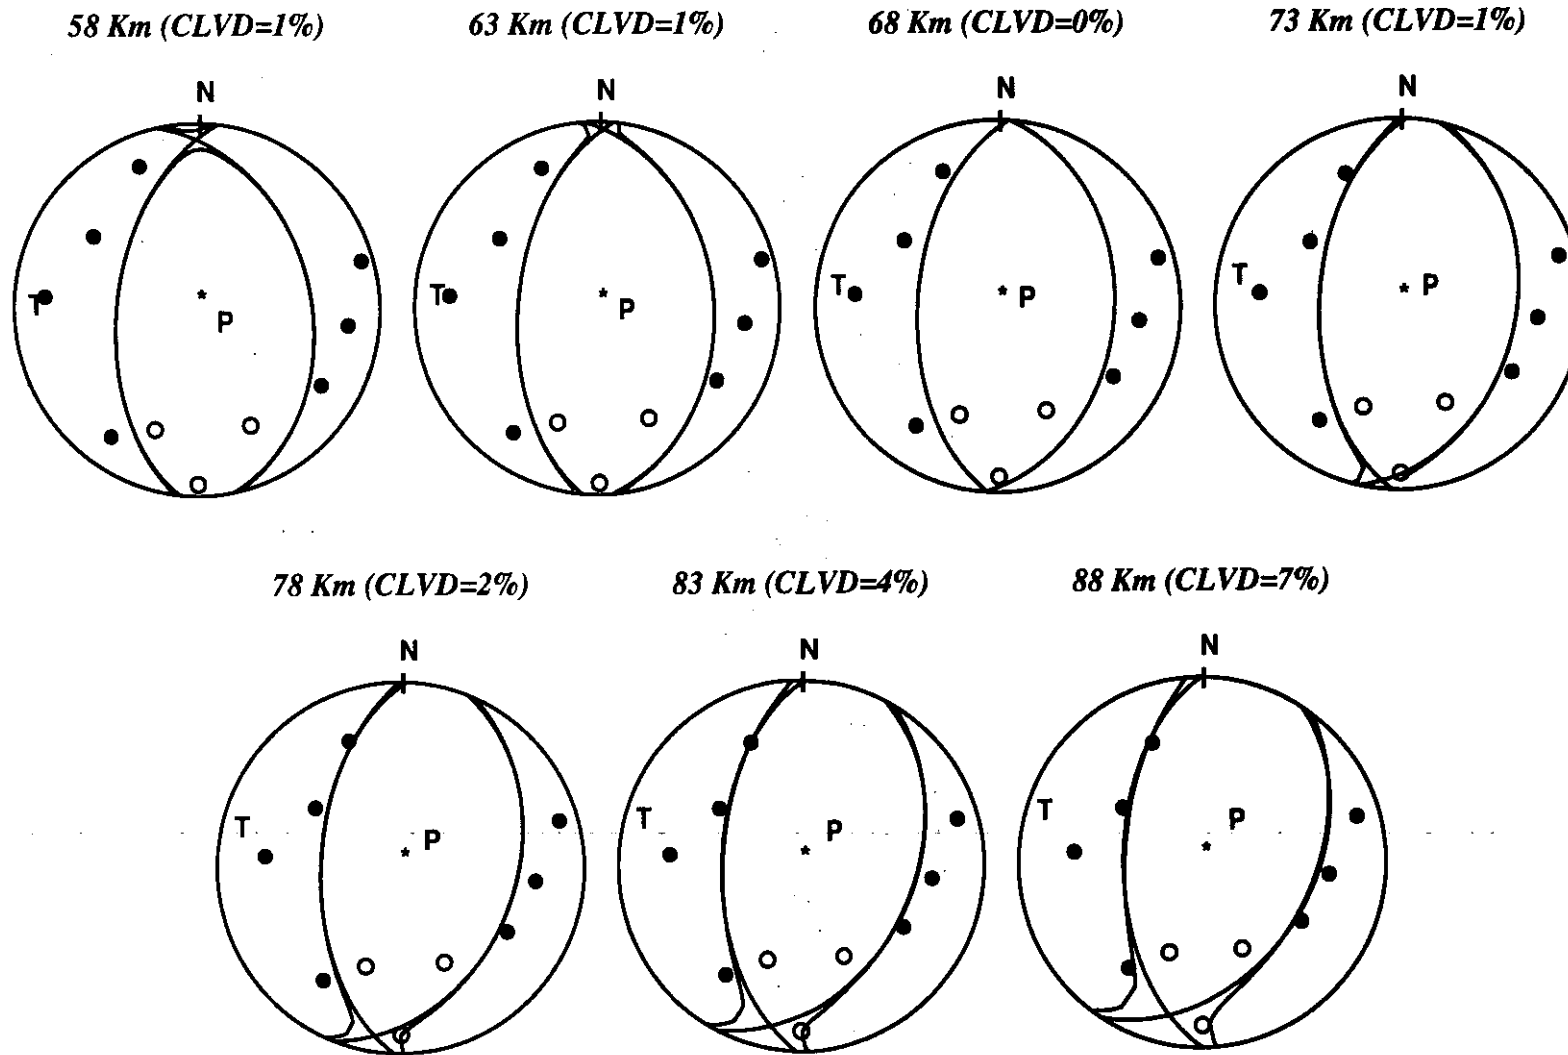 58 Km (CLVD=1%) 63 Km (CLVD=1%) 68 Km (CLVD=0%) 73 Km (CLVD=1%)
N N N N
T P T P T P T P
78 Km (CLVD=2%) 83 Km (CLVD=4%) 88 Km (CLVD=7%)
N N N
T P T P T P